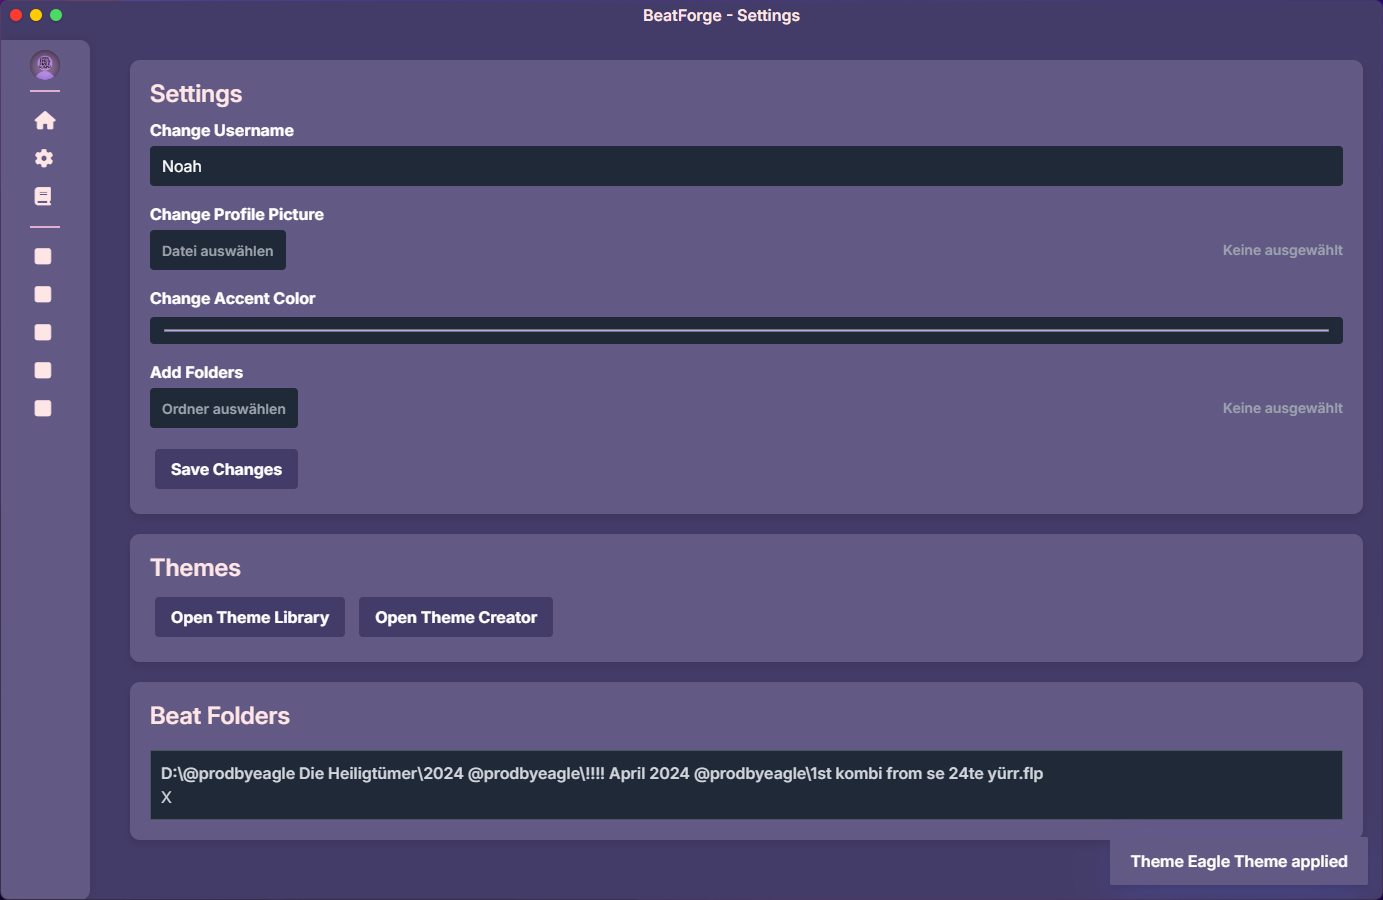 BeatForge - Settings
Settings
Change Username
Noah
Change Profile Picture
Datei auswählen
Keine ausgewählt
Change Accent Color
Add Folders
Ordner auswählen
Keine ausgewählt
Save Changes
Themes
Open Theme Library
Open Theme Creator
Beat Folders
D:\@prodbyeagle Die Heiligtümer\2024 @prodbyeagle\!!!! April 2024 @prodbyeagle\1st kombi from se 24te yürr.flp
X
Theme Eagle Theme applied